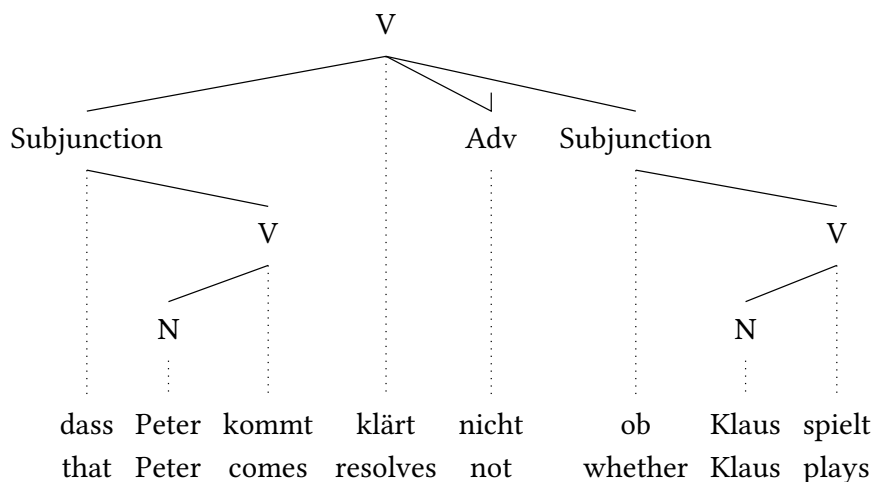 V
Subjunction Adv Subjunction
V V
N N
dass Peter kommt klärt nicht ob Klaus spielt
that Peter comes resolves not whether Klaus plays